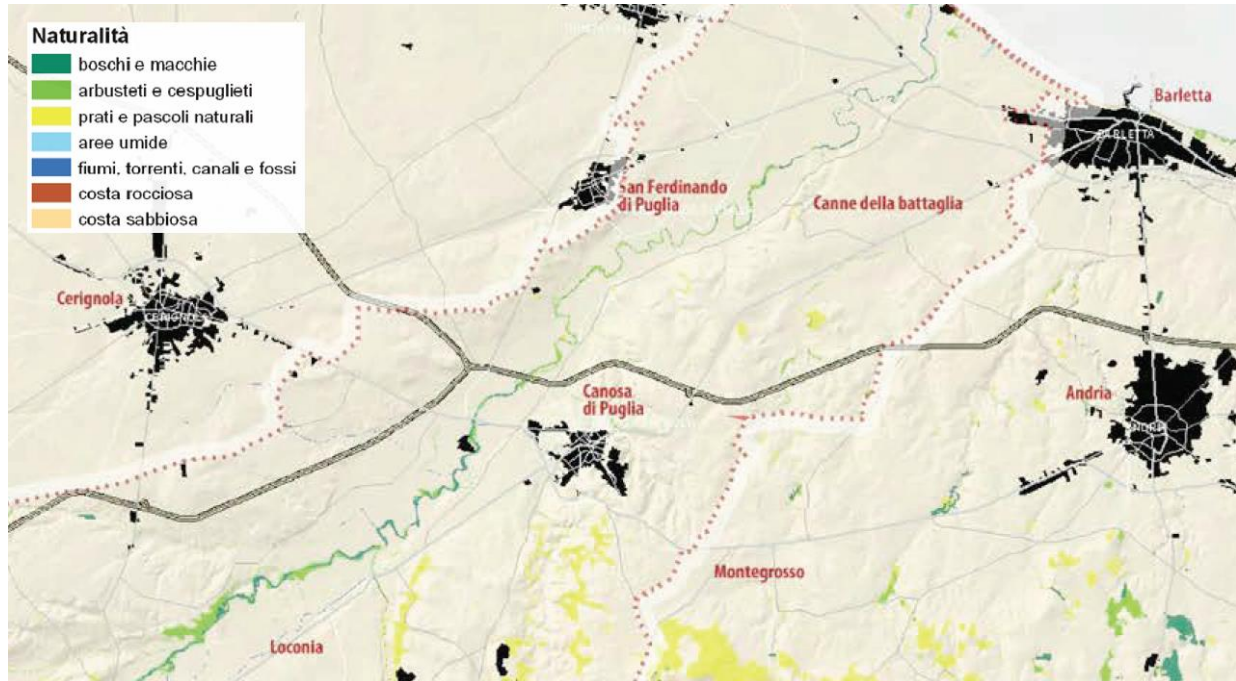 Naturalità
boschi e macchie
arbusteti e cespuglieti
prati e pascoli naturali
aree umide
fiumi, torrenti, canali e fossi
costa rocciosa
costa sabbiosa
Barletta
BARLETTA
San Ferdinando
di Puglia
Canne della battaglia
Cerignola
Canosa
di Puglia
Andria
Montegrosso
Loconia